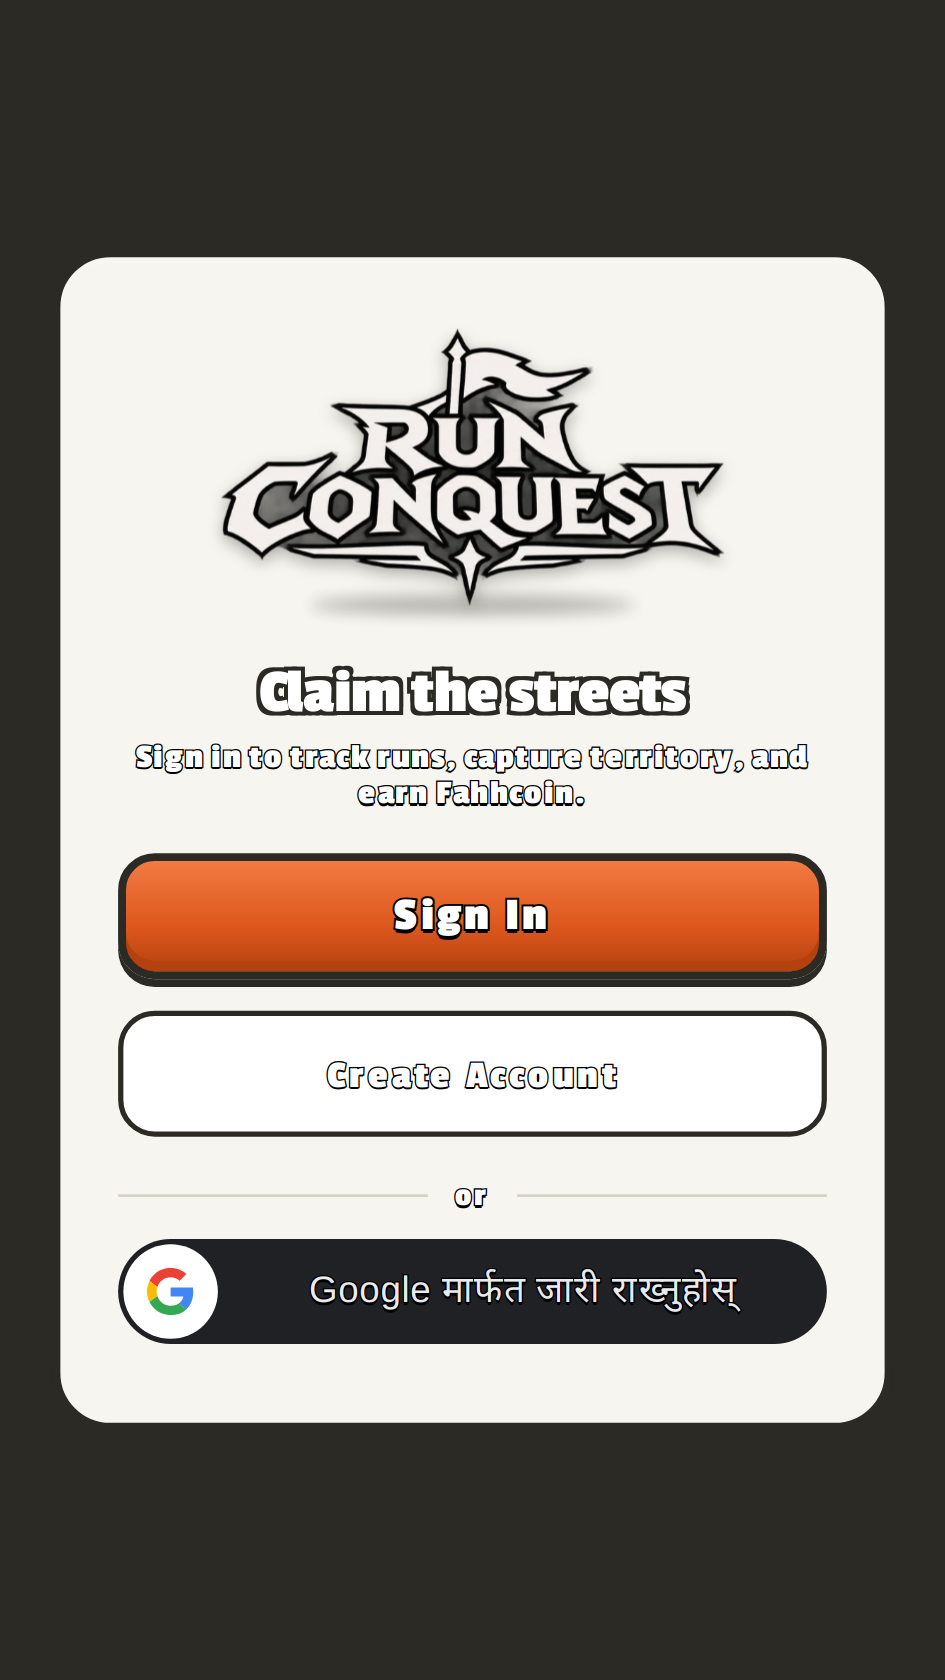 RUN
CONQUEST
Claim the streets
Sign in to track runs, capture territory, and
earn Fahhcoin.
Sign In
Create Account
or
Google मार्फत जारी राख्नुहोस्